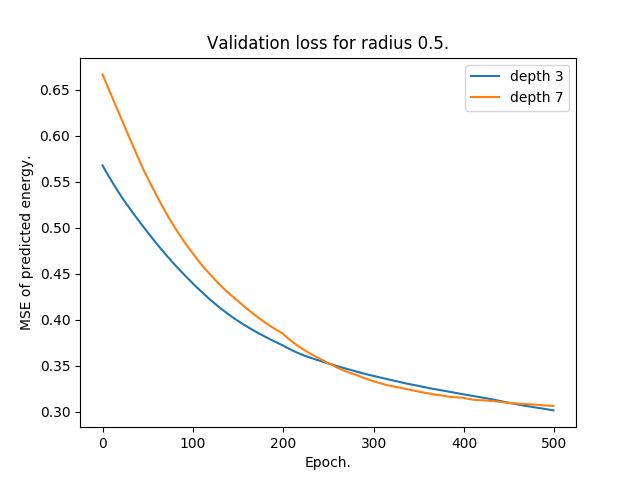 Validation loss for radius 0.5.
depth 3
depth 7
MSE of predicted energy.
0.65
0.60
0.55
0.50
0.45
0.40
0.35
0.30
0 100 200 300 400 500
Epoch.